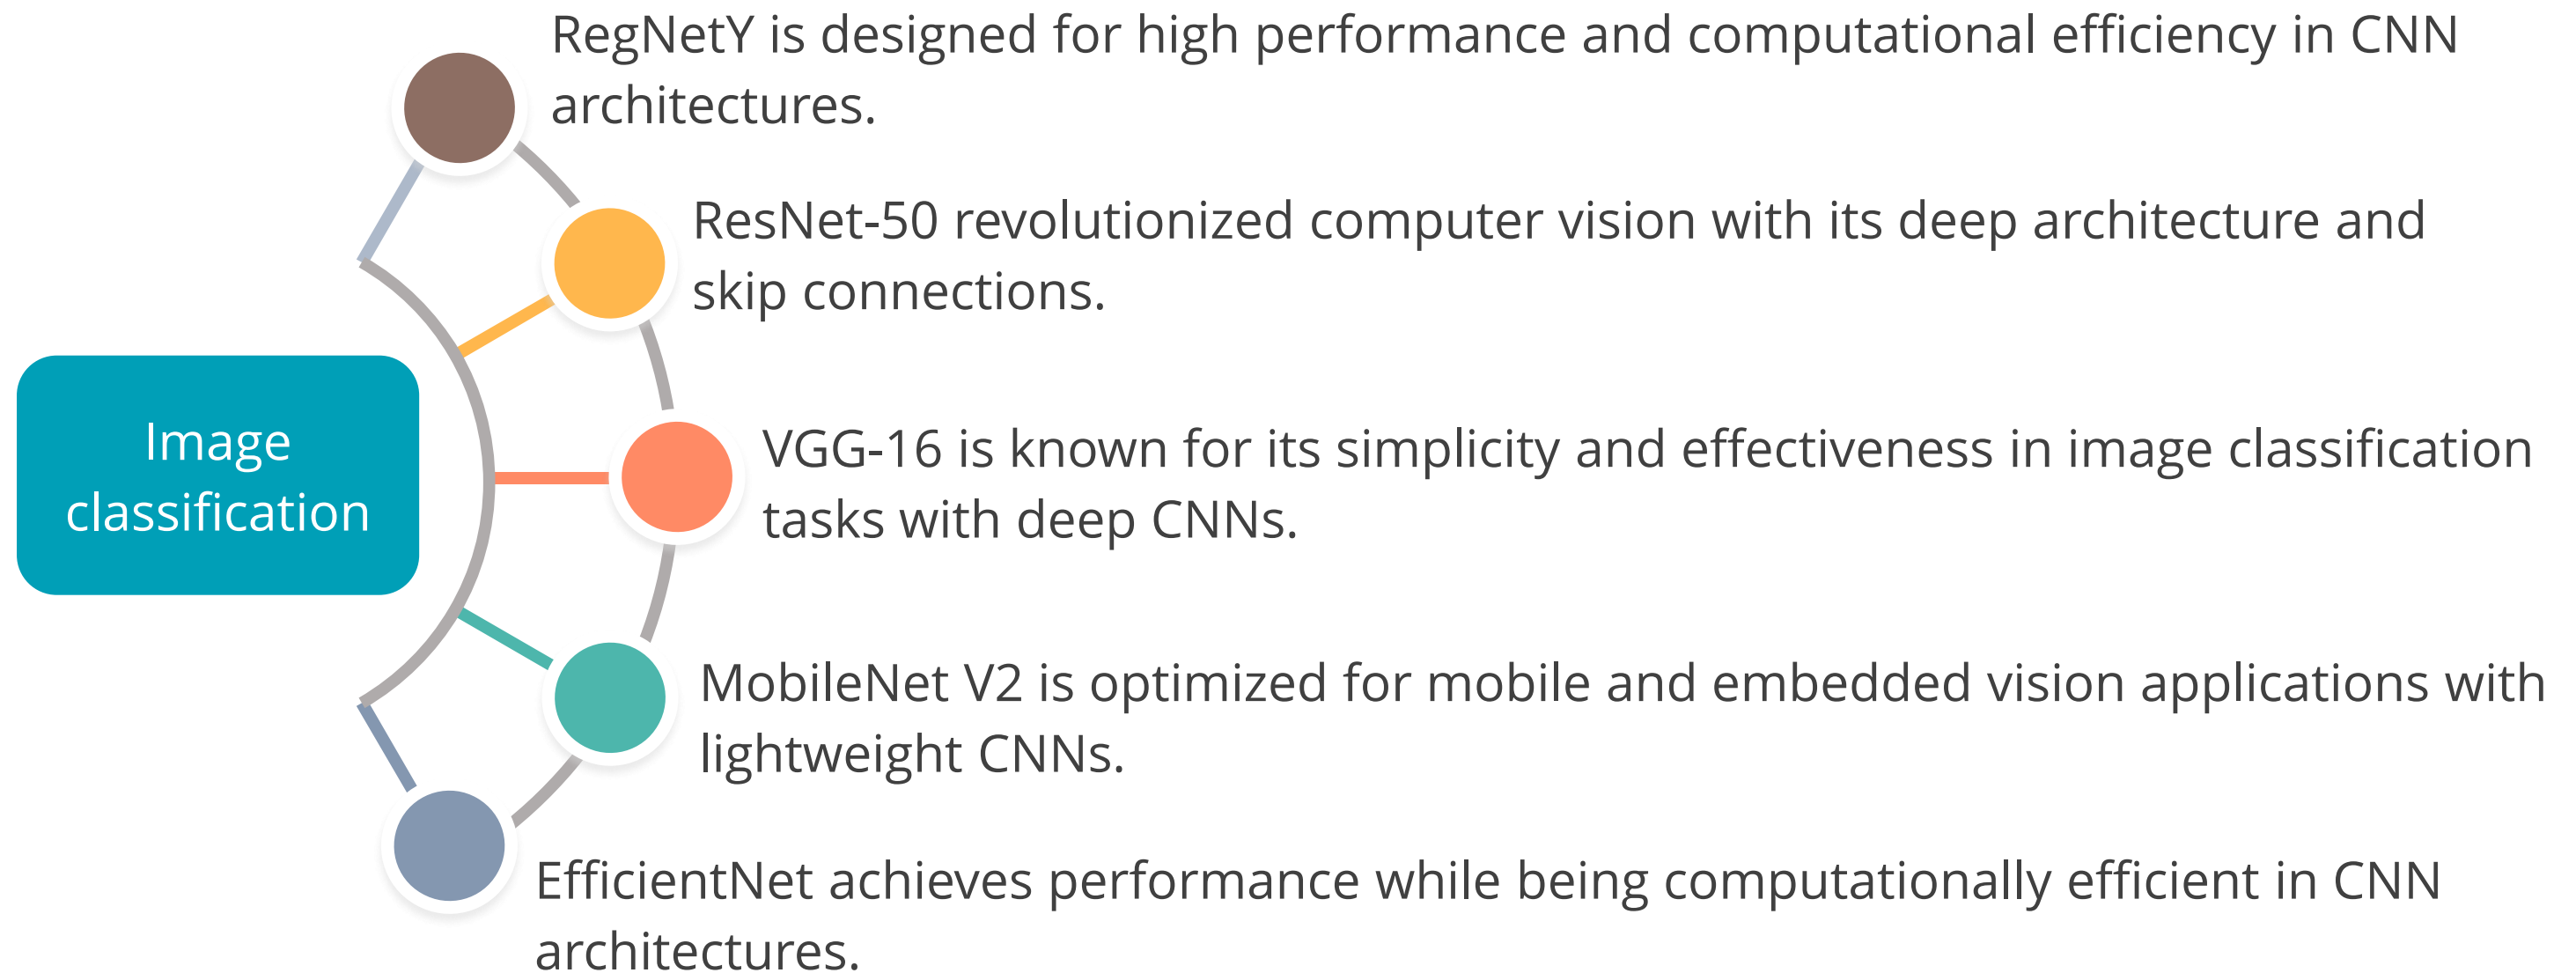 RegNetY is designed for high performance and computational efficiency in CNN
architectures.
ResNet-50 revolutionized computer vision with its deep architecture and
skip connections.
Image
classification
VGG-16 is known for its simplicity and effectiveness in image classification
tasks with deep CNNs.
MobileNet V2 is optimized for mobile and embedded vision applications with
lightweight CNNs.
EfficientNet achieves performance while being computationally efficient in CNN
architectures.